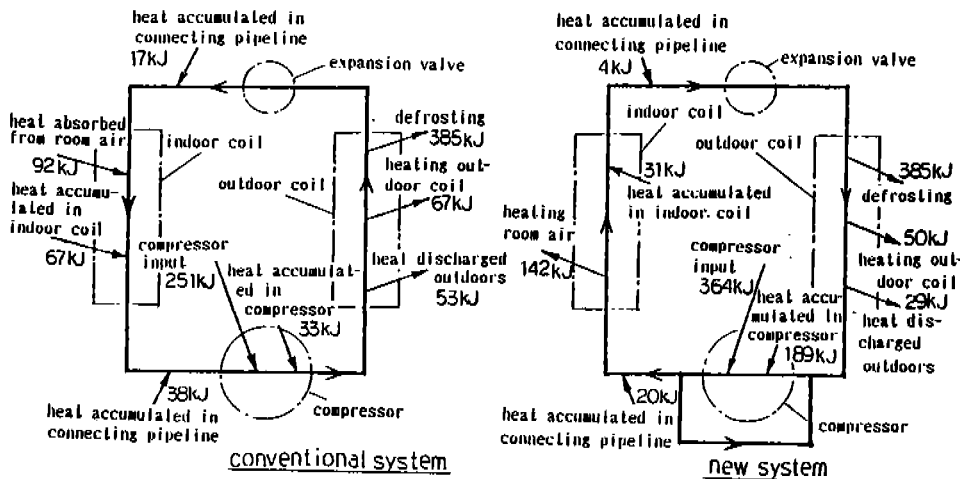 heat accumulated in
connecting pipeline
17kJ
expansion valve
heat absorbed
from room air
92kJ
indoor coil
defrosting
385kJ
heat accumu-
lated in
indoor coil
67kJ
outdoor coil
heating out-
door coil
67kJ
compressor
input
251kJ
heat accumulat-
ed in
compressor
33kJ
heat discharged
outdoors
53kJ
38kJ
heat accumulated in
connecting pipeline
compressor
conventional system
heat accumulated in
connecting pipeline
4kJ
expansion valve
indoor coil
outdoor coil
31kJ
heat accumulated
in indoor coil
385kJ
defrosting
heating
room air
142kJ
compressor
input
364kJ
50kJ
heating out-
door coil
29kJ
heat dis-
charged
outdoors
heat accu-
mulated in
compressor
189kJ
20kJ
heat accumulated
in connecting pipeline
compressor
new system